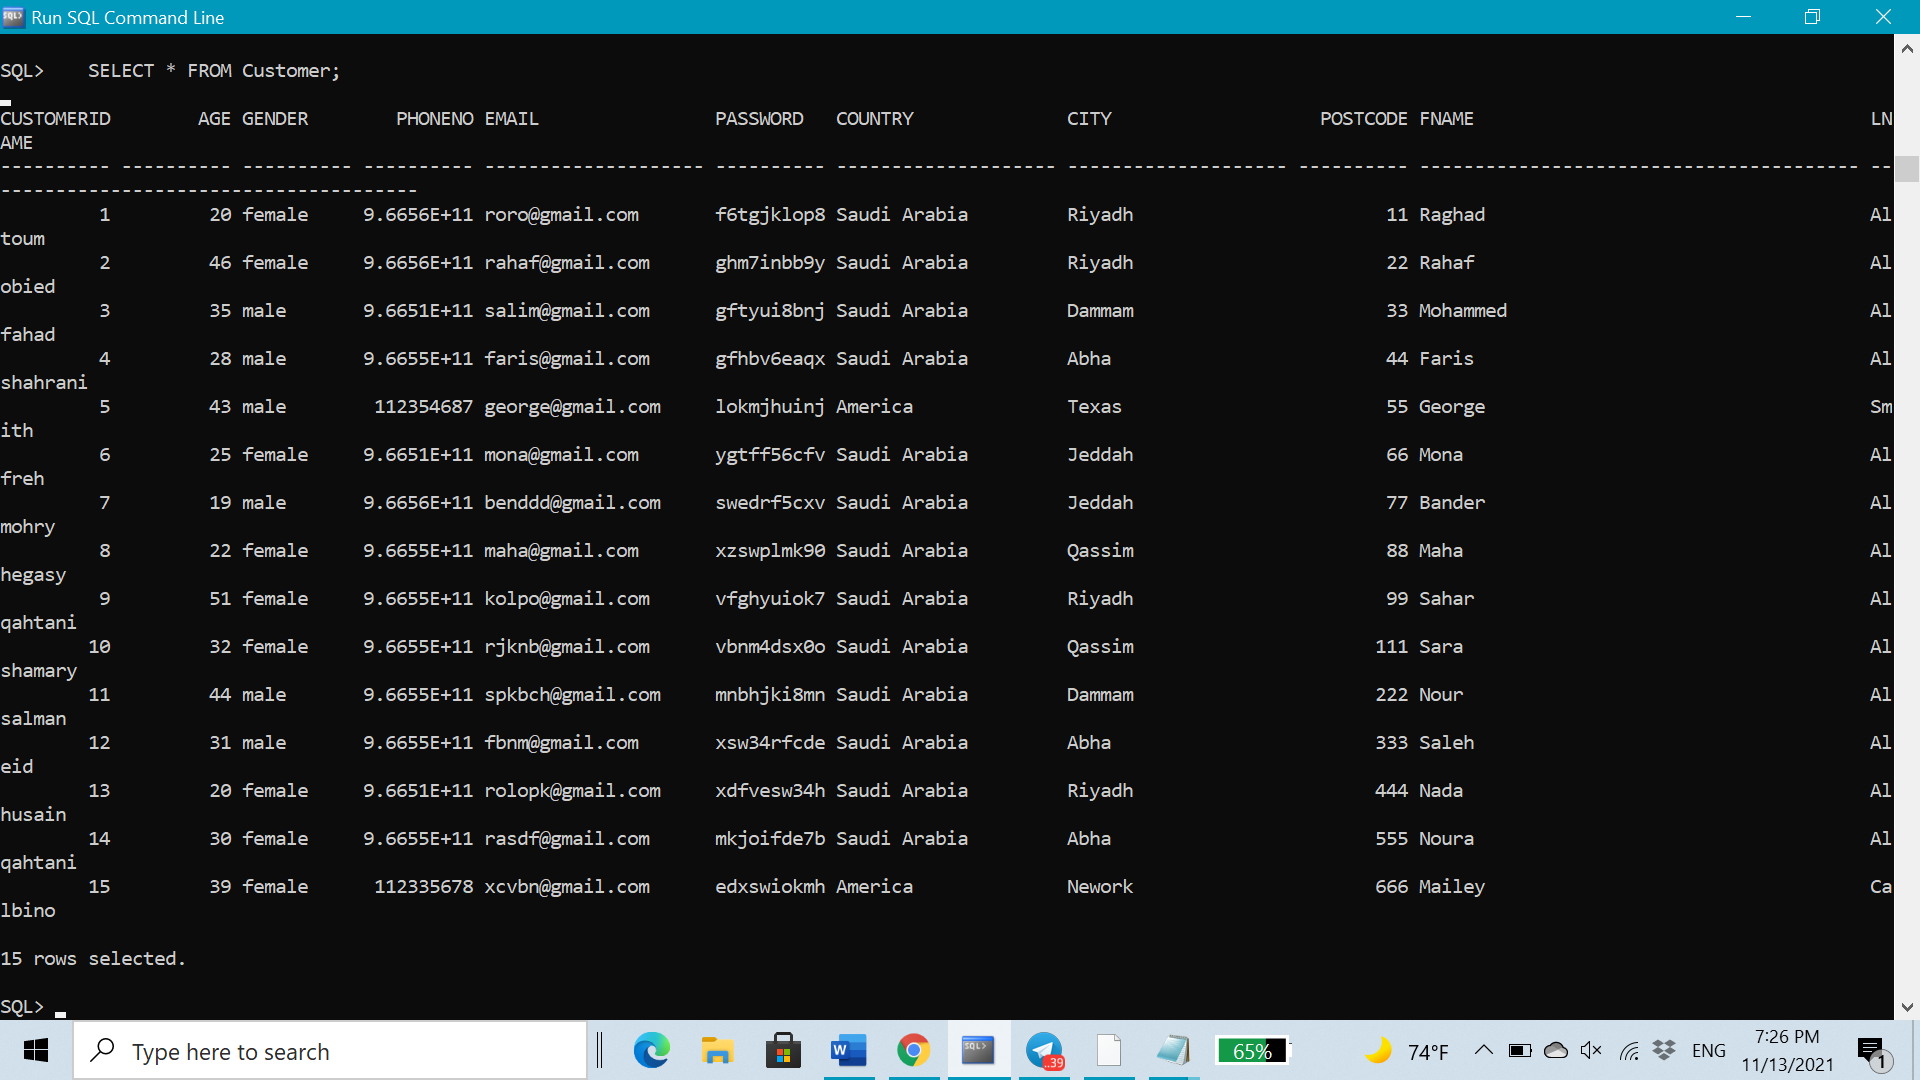 Run SQL Command Line
SQL>    SELECT * FROM Customer;
CUSTOMERID        AGE GENDER        PHONENO EMAIL                PASSWORD   COUNTRY              CITY                   POSTCODE FNAME                                    LN
AME
---------- ---------- ---------- ---------- -------------------- ---------- -------------------- -------------------- ---------- ---------------------------------------- --
--------------------------------------
         1         20 female     9.6656E+11 roro@gmail.com       f6tgjklop8 Saudi Arabia         Riyadh                       11 Raghad                                   Al
toum
         2         46 female     9.6656E+11 rahaf@gmail.com      ghm7inbb9y Saudi Arabia         Riyadh                       22 Rahaf                                    Al
obied
         3         35 male       9.6651E+11 salim@gmail.com      gftyui8bnj Saudi Arabia         Dammam                       33 Mohammed                                 Al
fahad
         4         28 male       9.6655E+11 faris@gmail.com      gfhbv6eaqx Saudi Arabia         Abha                         44 Faris                                    Al
shahrani
         5         43 male        112354687 george@gmail.com     lokmjhuinj America              Texas                        55 George                                   Sm
ith
         6         25 female     9.6651E+11 mona@gmail.com       ygtff56cfv Saudi Arabia         Jeddah                       66 Mona                                     Al
freh
         7         19 male       9.6656E+11 benddd@gmail.com     swedrf5cxv Saudi Arabia         Jeddah                       77 Bander                                   Al
mohry
         8         22 female     9.6655E+11 maha@gmail.com       xzswplmk90 Saudi Arabia         Qassim                       88 Maha                                     Al
hegasy
         9         51 female     9.6655E+11 kolpo@gmail.com      vfghyuiok7 Saudi Arabia         Riyadh                       99 Sahar                                    Al
qahtani
        10         32 female     9.6655E+11 rjknb@gmail.com      vbnm4dsx0o Saudi Arabia         Qassim                      111 Sara                                     Al
shamary
        11         44 male       9.6655E+11 spkbch@gmail.com     mnbhjki8mn Saudi Arabia         Dammam                      222 Nour                                     Al
salman
        12         31 male       9.6655E+11 fbnm@gmail.com       xsw34rfcde Saudi Arabia         Abha                        333 Saleh                                    Al
eid
        13         20 female     9.6651E+11 rolopk@gmail.com     xdfvesw34h Saudi Arabia         Riyadh                      444 Nada                                     Al
husain
        14         30 female     9.6655E+11 rasdf@gmail.com      mkjoifde7b Saudi Arabia         Abha                        555 Noura                                    Al
qahtani
        15         39 female      112335678 xcvbn@gmail.com      edxswiokmh America              Nework                      666 Mailey                                   Ca
lbino
15 rows selected.
SQL>
Type here to search
W
SQL>
..39
65%
74°F
ENG
7:26 PM
11/13/2021
1